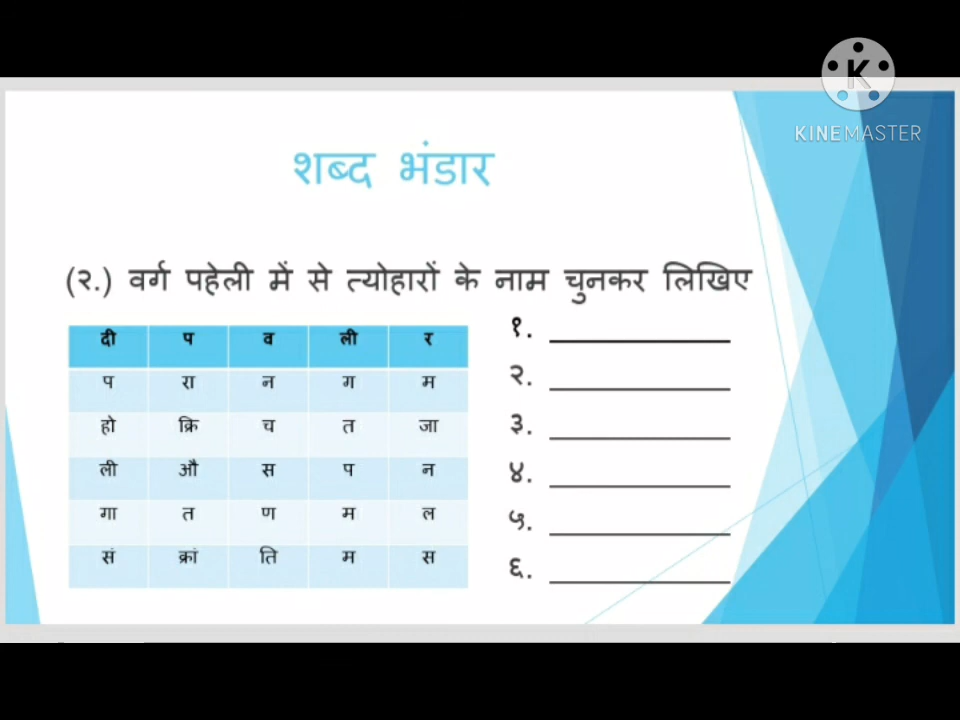 KINEMASTER
शब्द भंडार
(२.) वर्ग पहेली में से त्योहारों के नाम चुनकर लिखिए
दी प व ली र
प रा न ग म
हो क्रि च त जा
ली औ स प न
गा त ण म ल
सं क्रां ति म स
१.
२.
३.
४.
५.
६.